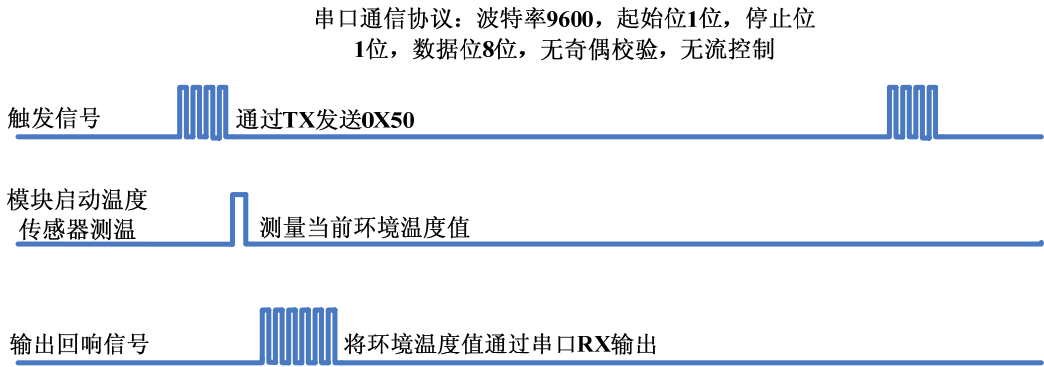 串口通信协议：波特率9600，起始位1位，停止位
1位，数据位8位，无奇偶校验，无流控制
触发信号
通过TX发送0X50
模块启动温度
传感器测温
测量当前环境温度值
输出回响信号
将环境温度值通过串口RX输出